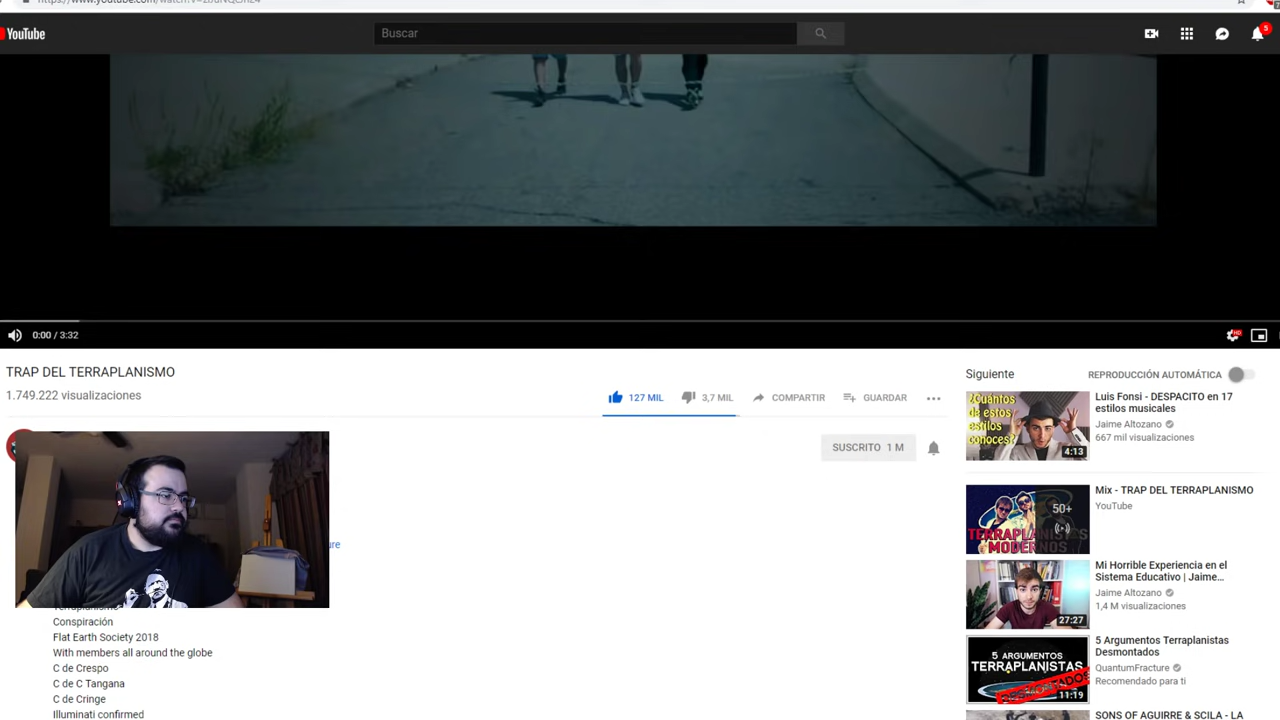 YouTube
Buscar
5
0:00 / 3:32
HD
TRAP DEL TERRAPLANISMO
1.749.222 visualizaciones
127 MIL
3,7 MIL
COMPARTIR
GUARDAR
SUSCRITO 1 M
Terraplanismo
Conspiración
Flat Earth Society 2018
With members all around the globe
C de Crespo
C de C Tangana
C de Cringe
Illuminati confirmed
Siguiente
REPRODUCCIÓN AUTOMÁTICA
¿Cuántos
de estos
estilos
conoces?
4:13
Luis Fonsi - DESPACITO en 17
estilos musicales
Jaime Altozano
667 mil visualizaciones
50+
TERRAPLANISTAS
MODERNOS
Mix - TRAP DEL TERRAPLANISMO
YouTube
27:27
Mi Horrible Experiencia en el
Sistema Educativo | Jaime...
Jaime Altozano
1,4 M visualizaciones
5 ARGUMENTOS
TERRAPLANISTAS
11:19
5 Argumentos Terraplanistas
Desmontados
QuantumFracture
Recomendado para ti
SONS OF AGUIRRE & SCILA - LA